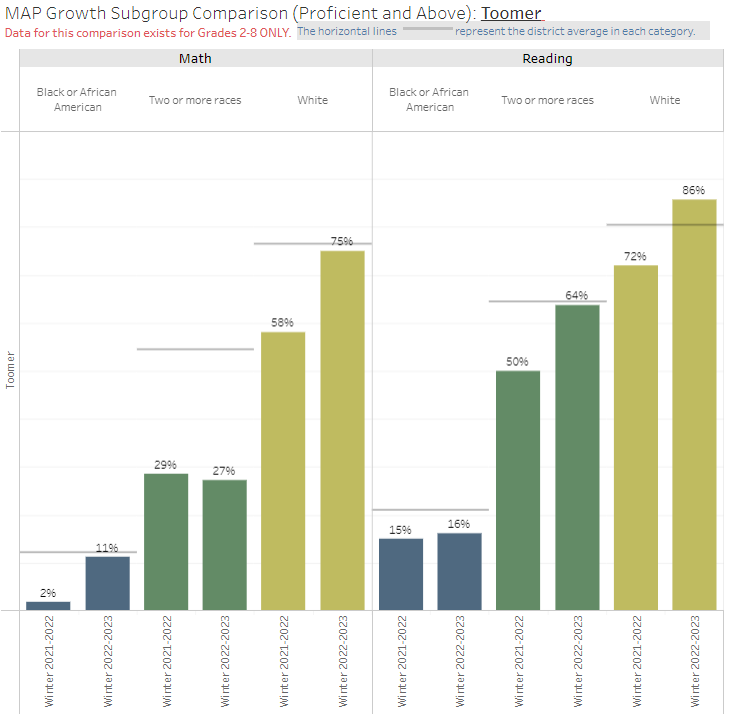 MAP Growth Subgroup Comparison (Proficient and Above): Toomer
Data for this comparison exists for Grades 2-8 ONLY. The horizontal lines represent the district average in each category.
Math Reading
Black or African American Two or more races White Black or African American Two or more races White
Toomer
2% 11% 29% 27% 58% 75% 15% 16% 50% 64% 72% 86%
Winter 2021-2022 Winter 2022-2023 Winter 2021-2022 Winter 2022-2023 Winter 2021-2022 Winter 2022-2023 Winter 2021-2022 Winter 2022-2023 Winter 2021-2022 Winter 2022-2023 Winter 2021-2022 Winter 2022-2023